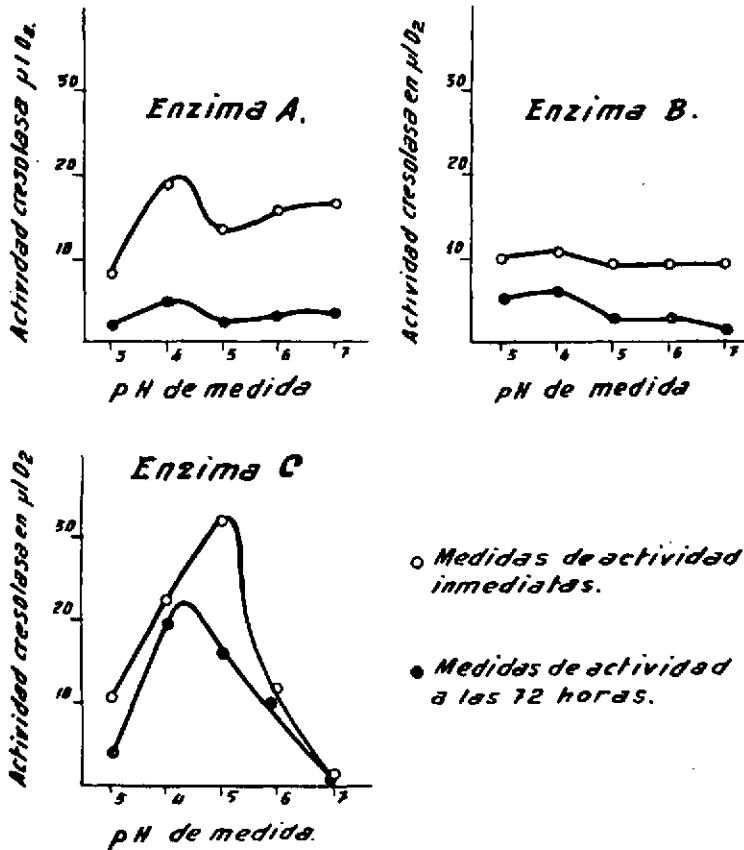 Actividad cresolasa µl O2.
30
20
10
Enzima A.
3 4 5 6 7
pH de medida
Actividad cresolasa en µl O2
30
20
10
Enzima B.
3 4 5 6 7
pH de medida
Actividad cresolasa en µl O2
30
20
10
Enzima C
3 4 5 6 7
pH de medida.
Medidas de actividad
inmediatas.
Medidas de actividad
a las 72 horas.